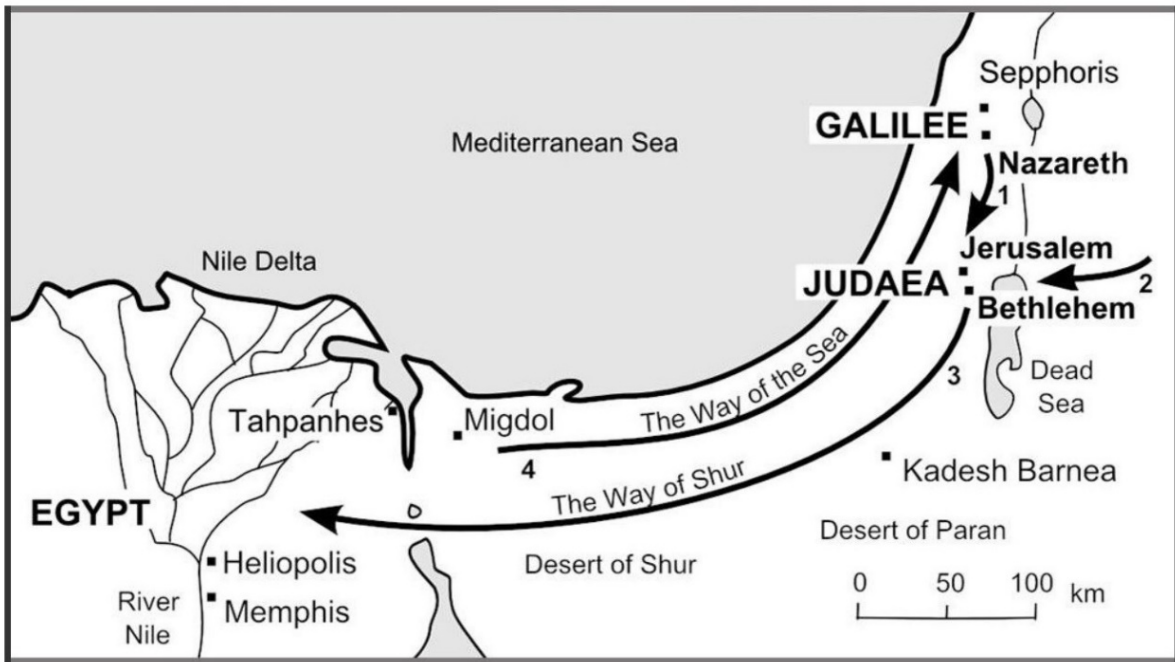 Sepphoris
GALILEE
Mediterranean Sea
Nazareth
1
Jerusalem
Nile Delta
JUDAEA
2
Bethlehem
The Way of the Sea
3
Dead
Sea
Tahpanhes
Migdol
4
Kadesh Barnea
The Way of Shur
EGYPT
Desert of Paran
Heliopolis
Desert of Shur
0 50 100 km
River
Nile
Memphis